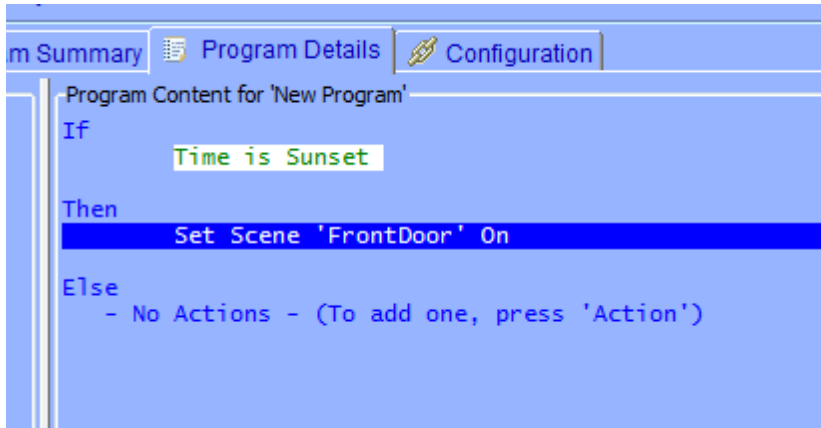 m Summary Program Details Configuration
Program Content for 'New Program'
If
Time is Sunset
Then
Set Scene 'FrontDoor' On
Else
- No Actions - (To add one, press 'Action')